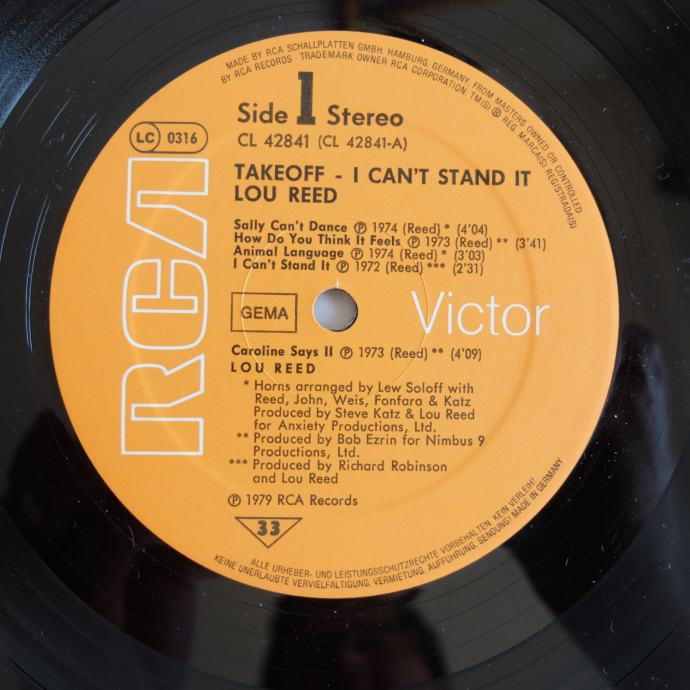 MADE BY RCA SCHALLPLATTEN GMBH, HAMBURG, GERMANY, FROM MASTERS OWNED OR CONTROLLED
BY RCA RECORDS · TRADEMARK OWNER RCA CORPORATION, TM(S) ® REG. MARCA(S) REGISTRADA(S)
Side 1 Stereo
CL 42841 (CL 42841-A)
LC 0316
TAKEOFF - I CAN'T STAND IT
LOU REED
Sally Can't Dance ℗ 1974 (Reed) * (4'04)
How Do You Think It Feels ℗ 1973 (Reed) ** (3'41)
Animal Language ℗ 1974 (Reed) * (3'03)
I Can't Stand It ℗ 1972 (Reed) *** (2'31)
RCA
GEMA
Victor
Caroline Says II ℗ 1973 (Reed) ** (4'09)
LOU REED
* Horns arranged by Lew Soloff with
Reed, John, Weis, Fonfara & Katz
Produced by Steve Katz & Lou Reed
for Anxiety Productions, Ltd.
** Produced by Bob Ezrin for Nimbus 9
Productions, Ltd.
*** Produced by Richard Robinson
and Lou Reed
℗ 1979 RCA Records
33
ALLE URHEBER- UND LEISTUNGSSCHUTZRECHTE VORBEHALTEN. KEIN VERLEIH!
KEINE UNERLAUBTE VERVIELFÄLTIGUNG, VERMIETUNG, AUFFÜHRUNG, SENDUNG! MADE IN GERMANY